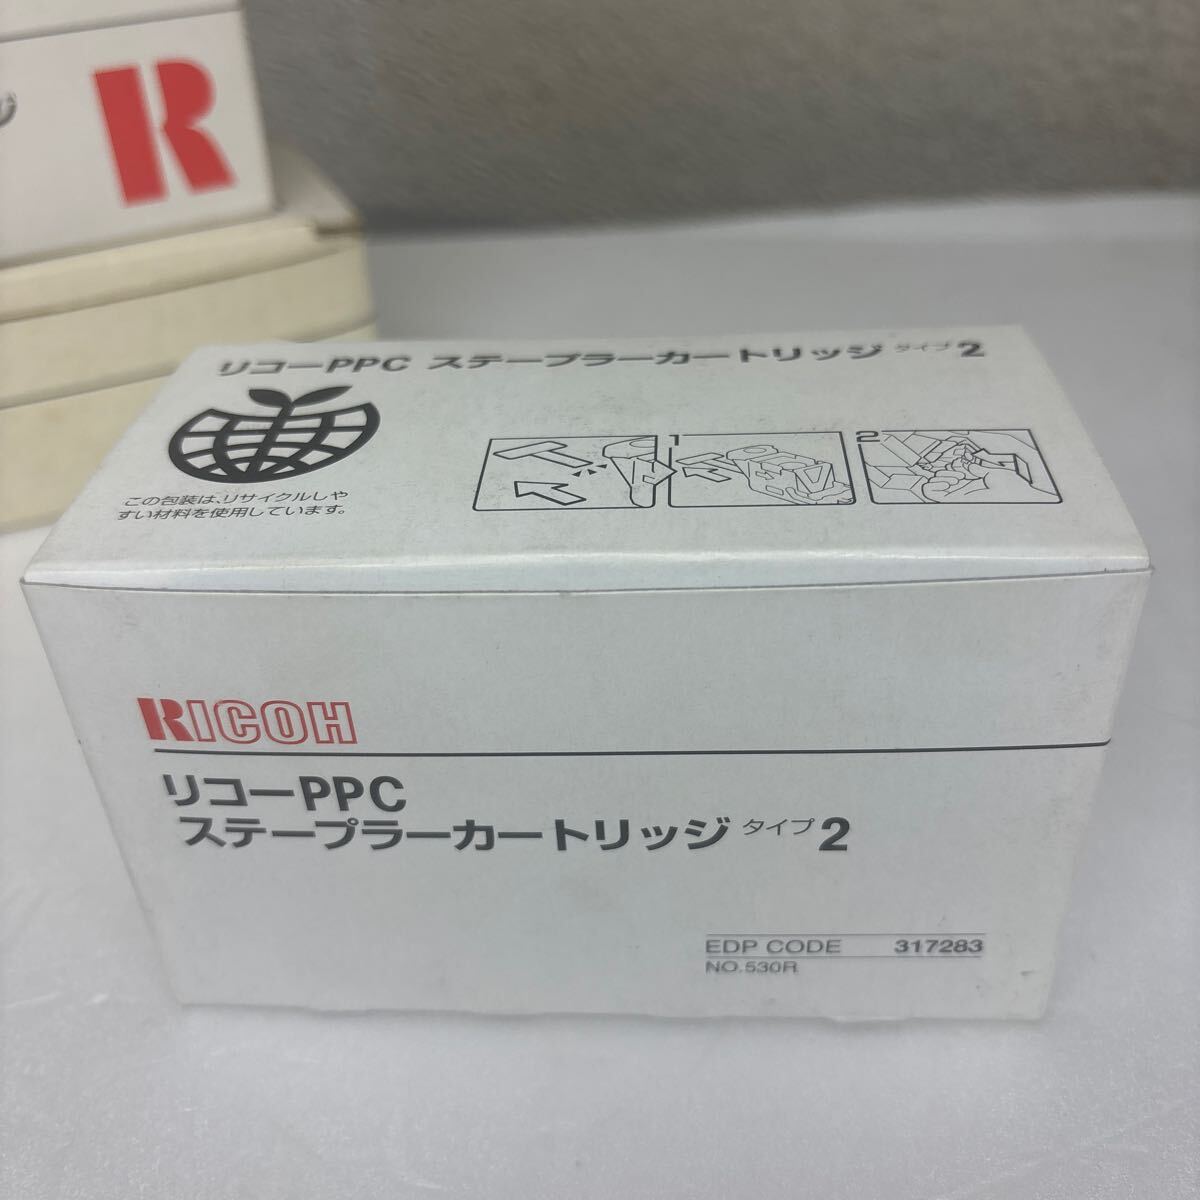 R
リコーPPC ステープラーカートリッジ タイプ2
この包装は、リサイクルしや
すい材料を使用しています。
1
2
RICOH
リコーPPC
ステープラーカートリッジ タイプ2
EDP CODE 317283
NO.530R